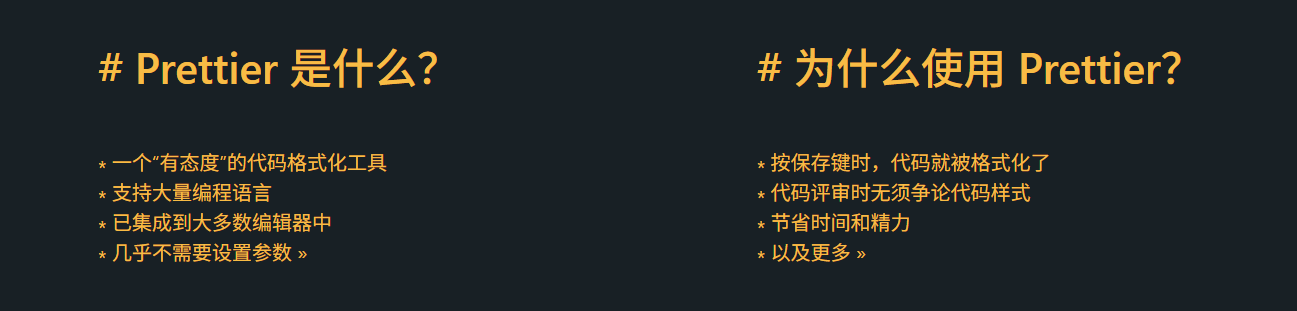 # Prettier 是什么？
* 一个“有态度”的代码格式化工具
* 支持大量编程语言
* 已集成到大多数编辑器中
* 几乎不需要设置参数 »
# 为什么使用 Prettier？
* 按保存键时，代码就被格式化了
* 代码评审时无须争论代码样式
* 节省时间和精力
* 以及更多 »